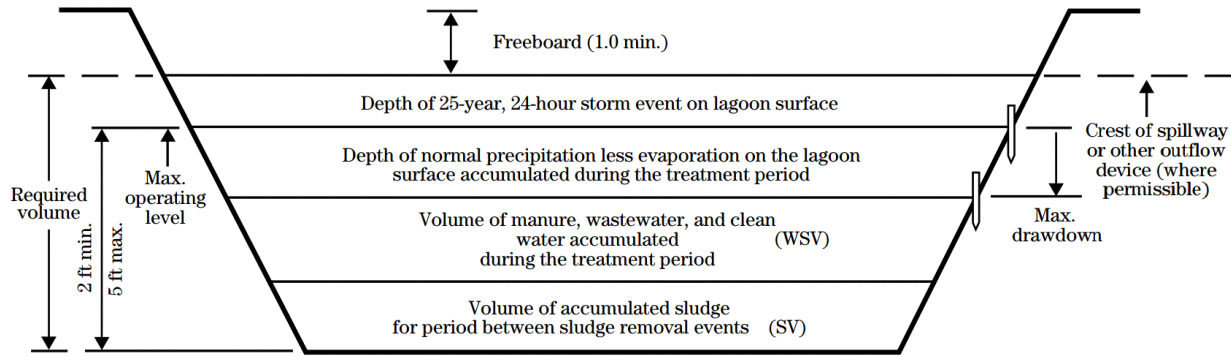 Freeboard (1.0 min.)
Depth of 25-year, 24-hour storm event on lagoon surface
Crest of spillway
or other outflow
device (where
permissible)
Depth of normal precipitation less evaporation on the lagoon
surface accumulated during the treatment period
Max.
operating
level
Required
volume
2 ft min.
5 ft max.
Volume of manure, wastewater, and clean
water accumulated (WSV)
during the treatment period
Max.
drawdown
Volume of accumulated sludge
for period between sludge removal events (SV)